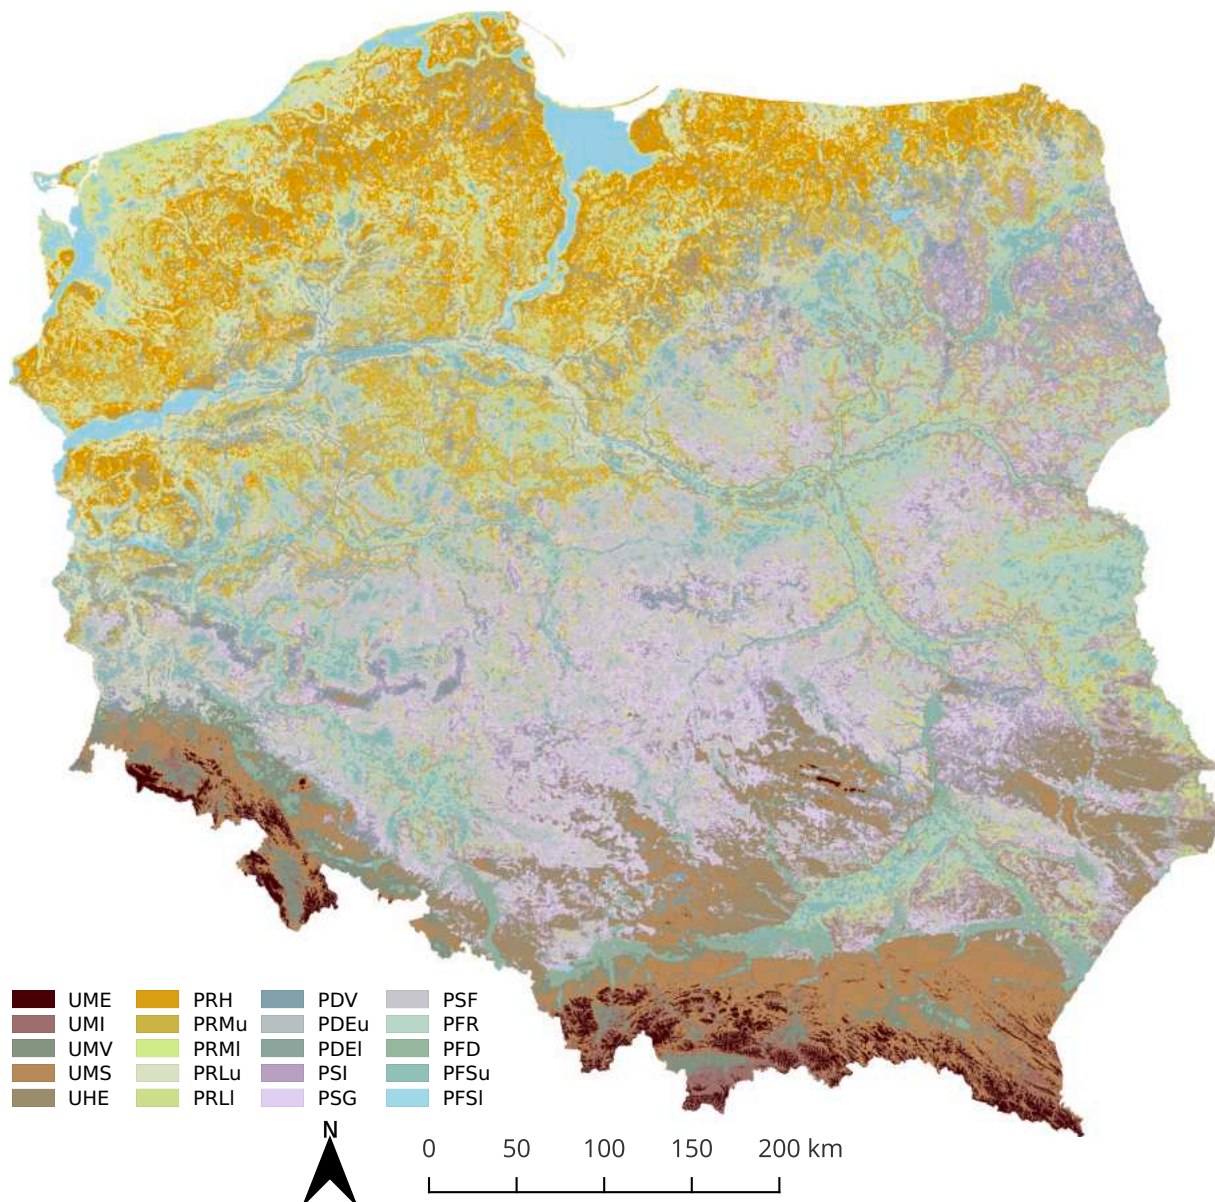 UME PRH PDV PSF
UMI PRMu PDEu PFR
UMV PRMl PDEl PFD
UMS PRLu PSI PFSu
UHE PRLl PSG PFSl
N
0 50 100 150 200 km